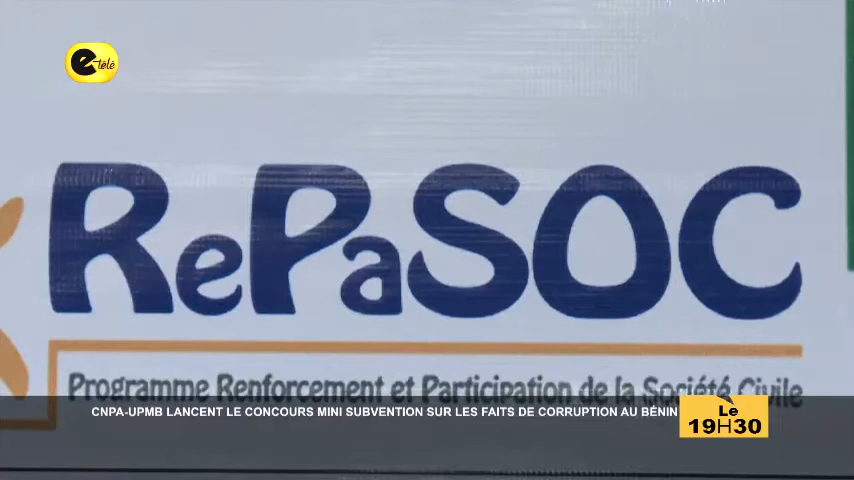 e-télé
RePaSOC
Programme Renforcement et Participation de la Société Civile
CNPA-UPMB LANCENT LE CONCOURS MINI SUBVENTION SUR LES FAITS DE CORRUPTION AU BÉNIN
Le
19H30